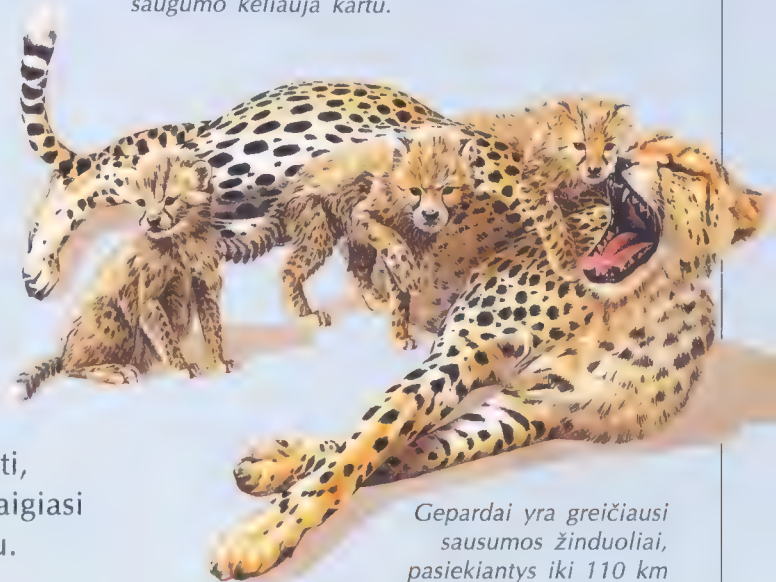 saugumo keliauja kartu.
ti,
aigiasi
u.
Gepardai yra greičiausi
sausumos žinduoliai,
pasiekiantys iki 110 km